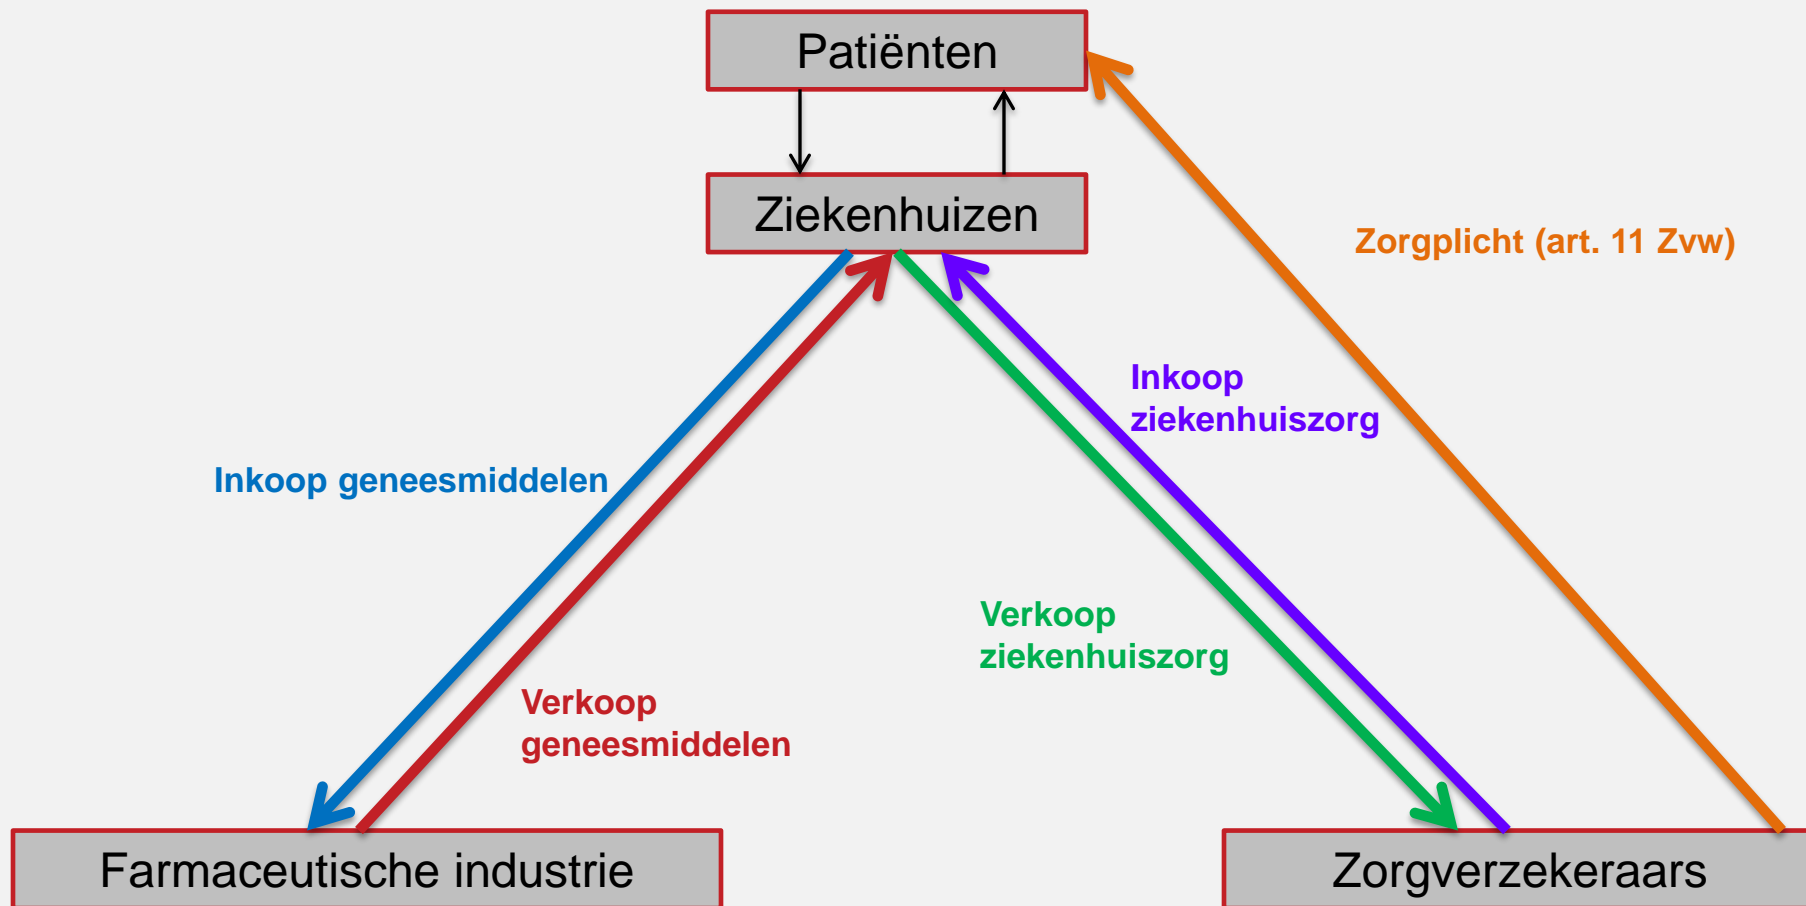 Patiënten
Ziekenhuizen
Zorgplicht (art. 11 Zvw)
Inkoop
ziekenhuiszorg
Inkoop geneesmiddelen
Verkoop
ziekenhuiszorg
Verkoop
geneesmiddelen
Farmaceutische industrie
Zorgverzekeraars